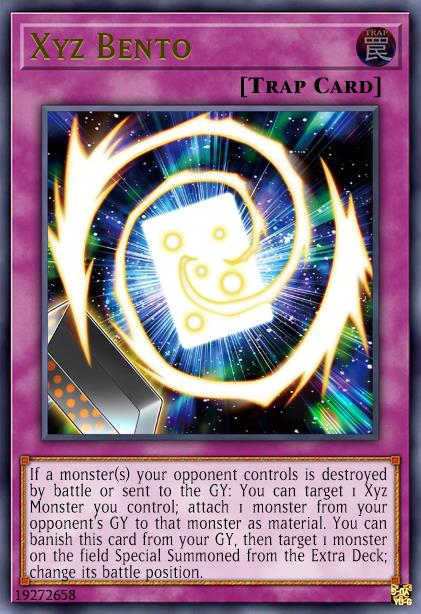 Xyz Bento
TRAP
罠
[Trap Card]
If a monster(s) your opponent controls is destroyed
by battle or sent to the GY: You can target 1 Xyz
Monster you control; attach 1 monster from your
opponent's GY to that monster as material. You can
banish this card from your GY, then target 1 monster
on the field Special Summoned from the Extra Deck;
change its battle position.
19272658